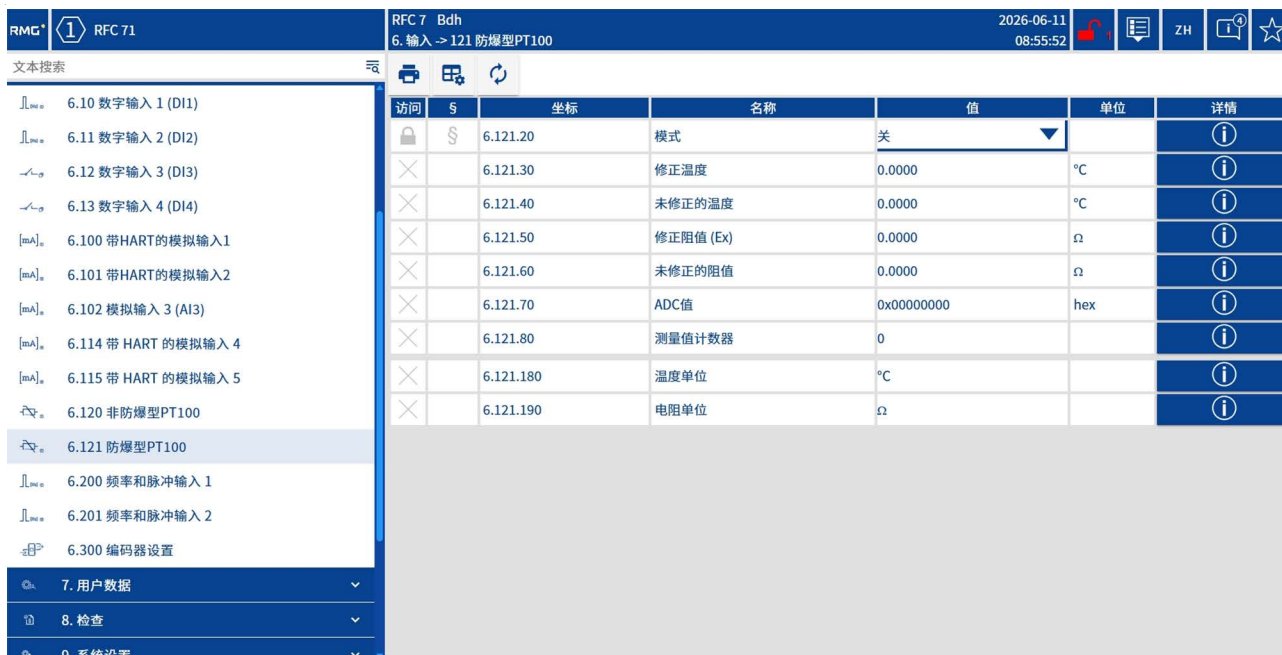 RMG
1 RFC 71
RFC 7 Bdh
6. 输入 -> 121 防爆型PT100
2026-06-11
08:55:52
1
ZH
4
文本搜索
6.10 数字输入 1 (DI1)
6.11 数字输入 2 (DI2)
6.12 数字输入 3 (DI3)
6.13 数字输入 4 (DI4)
[mA] 6.100 带HART的模拟输入1
[mA] 6.101 带HART的模拟输入2
[mA] 6.102 模拟输入 3 (AI3)
[mA] 6.114 带 HART 的模拟输入 4
[mA] 6.115 带 HART 的模拟输入 5
6.120 非防爆型PT100
6.121 防爆型PT100
6.200 频率和脉冲输入 1
6.201 频率和脉冲输入 2
6.300 编码器设置
7. 用户数据
8. 检查
9. 系统设置
访问 § 坐标 名称 值 单位 详情
§ 6.121.20 模式 关
6.121.30 修正温度 0.0000 °C
6.121.40 未修正的温度 0.0000 °C
6.121.50 修正阻值 (Ex) 0.0000 Ω
6.121.60 未修正的阻值 0.0000 Ω
6.121.70 ADC值 0x00000000 hex
6.121.80 测量值计数器 0
6.121.180 温度单位 °C
6.121.190 电阻单位 Ω